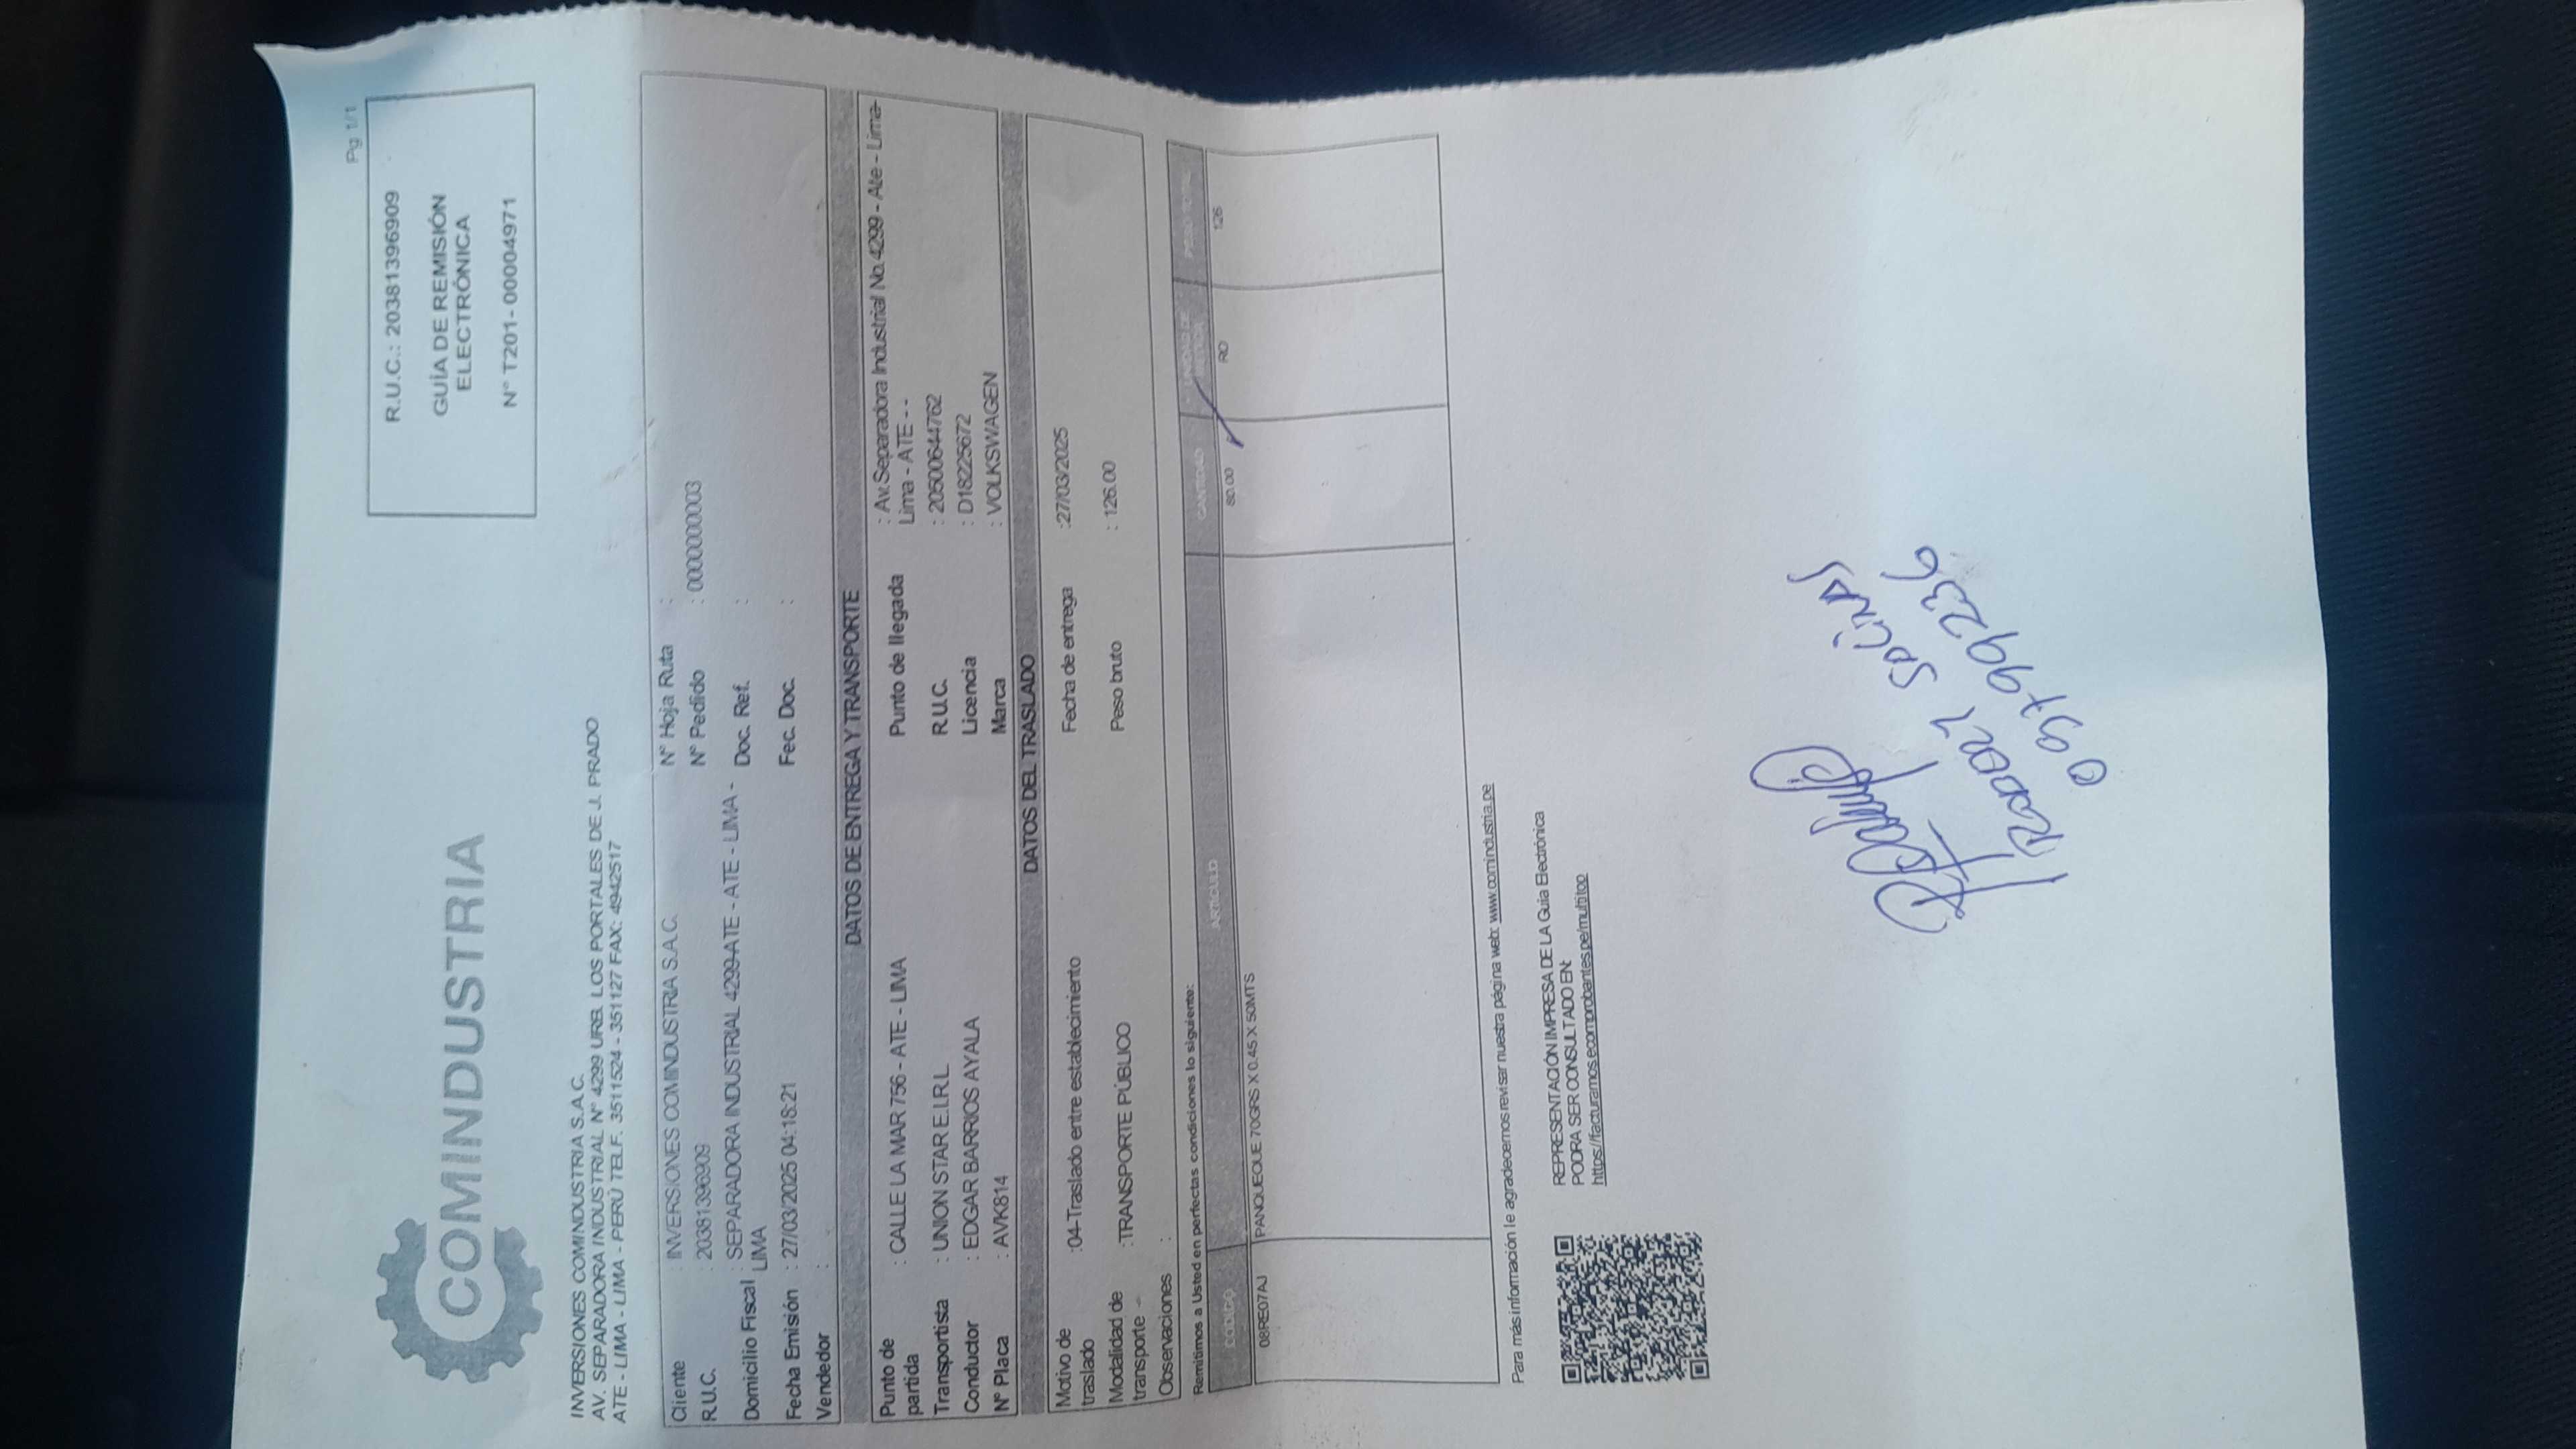 Pg 1/1
COMINDUSTRIA
R.U.C.: 20381396909
GUÍA DE REMISIÓN
ELECTRÓNICA
N° T201- 00004971
INVERSIONES COMINDUSTRIA S.A.C.
AV. SEPARADORA INDUSTRIAL N° 4299 URB. LOS PORTALES DE J. PRADO
ATE - LIMA - LIMA - PERÚ TELF. 3511524 - 351127 FAX: 4942517
Cliente : INVERSIONES COMINDUSTRIA S.A.C. N° Hoja Ruta :
R.U.C. : 20381396909 N° Pedido : 0000000003
Domicilio Fiscal : SEPARADORA INDUSTRIAL 4299-ATE - ATE - LIMA - Doc. Ref. :
LIMA
Fecha Emisión : 27/03/2025 04:18:21 Fec. Doc. :
Vendedor :
DATOS DE ENTREGA Y TRANSPORTE
Punto de partida : CALLE LA MAR 756 - ATE - LIMA Punto de llegada : Av. Separadora Industrial No. 4299 - Ate - Lima-
Lima - ATE - -
Transportista : UNION STAR E.I.R.L. R.U.C. : 20500644762
Conductor : EDGAR BARRIOS AYALA Licencia : D18225672
N° Placa : AVK814 Marca : VOLKSWAGEN
DATOS DEL TRASLADO
Motivo de traslado :04-Traslado entre establecimiento Fecha de entrega :27/03/2025
Modalidad de transporte :TRANSPORTE PÚBLICO Peso bruto : 126.00
Observaciones :
Remitimos a Usted en perfectas condiciones lo siguiente:
CODIGO ARTICULO CANTIDAD UNIDAD DE MEDIDA PESO TOTAL
08RE07AJ PANQUEQUE 70GRS X 0.45 X 50MTS 80.00 RO 126
Para más información le agradecemos revisar nuestra página web: www.comindustria.pe
REPRESENTACIÓN IMPRESA DE LA Guía Electrónica
PODRA SER CONSULTADO EN:
https://facturamos.ecomprobantes.pe/multitop
Salinas
09799236